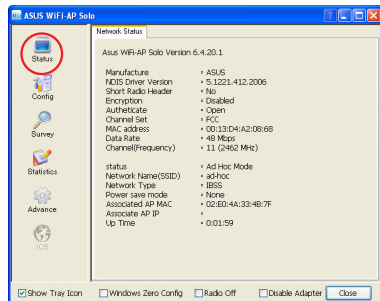 ASUS WiFi-AP Solo
Network Status
Status
Config
Survey
Statistics
Advance
ICS
Asus WiFi-AP Solo Version 6.4.20.1
Manufacture • ASUS
NDIS Driver Version • 5.1221.412.2006
Short Radio Header • No
Encryption • Disabled
Autheticate • Open
Channel Set • FCC
MAC address • 00:13:D4:A2:08:68
Data Rate • 48 Mbps
Channel(Frequency) • 11 (2462 MHz)
status • Ad Hoc Mode
Network Name(SSID) • ad-hoc
Network Type • IBSS
Power save mode • None
Associated AP MAC • 02:E0:4A:33:4B:7F
Associate AP IP •
Up Time • 0:01:59
Show Tray Icon
Windows Zero Config
Radio Off
Disable Adapter
Close